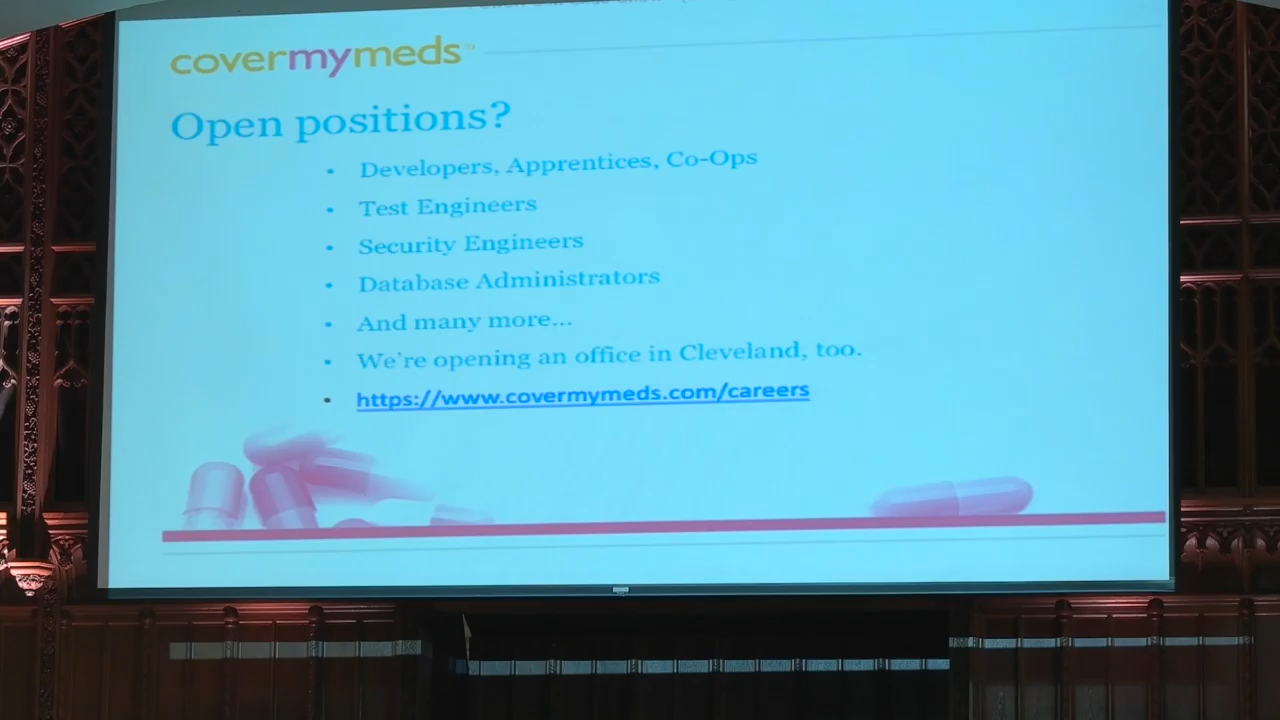 covermymeds
Open positions?
• Developers, Apprentices, Co-Ops
• Test Engineers
• Security Engineers
• Database Administrators
• And many more...
• We're opening an office in Cleveland, too.
• https://www.covermymeds.com/careers